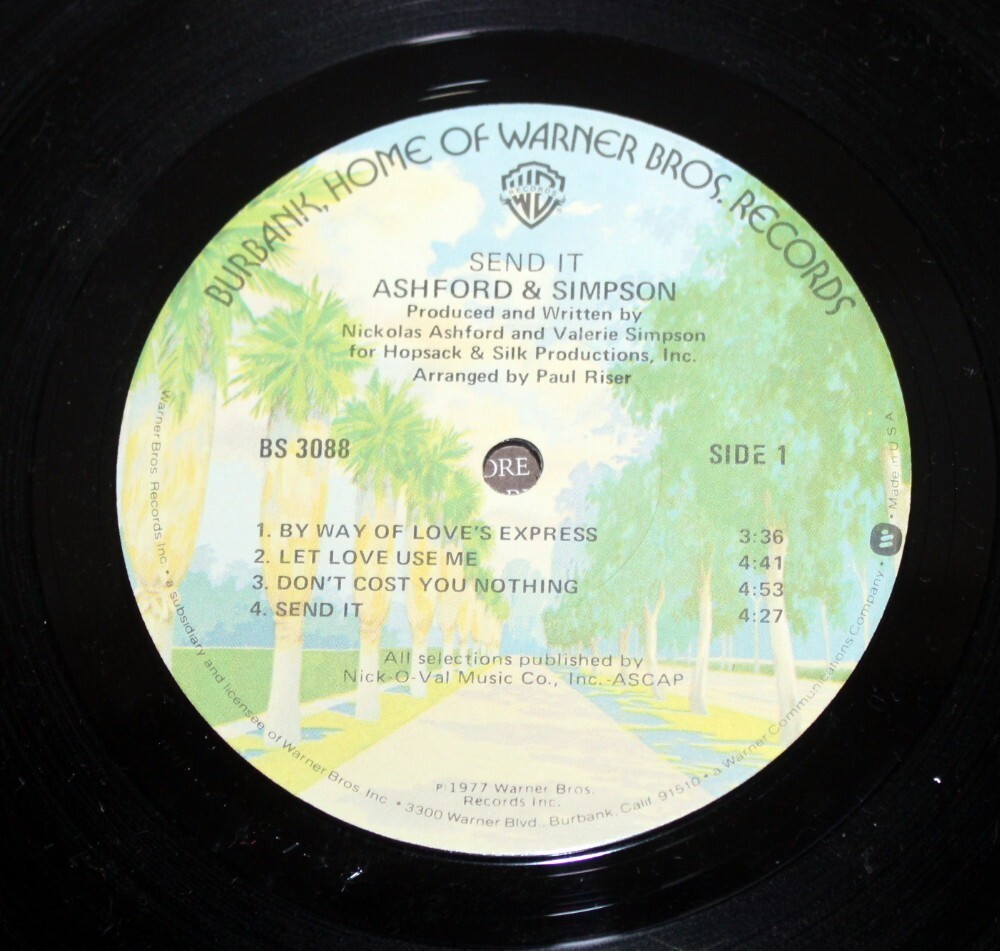 BURBANK, HOME OF WARNER BROS. RECORDS
RECORDS
SEND IT
ASHFORD & SIMPSON
Produced and Written by
Nickolas Ashford and Valerie Simpson
for Hopsack & Silk Productions, Inc.
Arranged by Paul Riser
BS 3088
SIDE 1
ORE
1. BY WAY OF LOVE'S EXPRESS 3:36
2. LET LOVE USE ME 4:41
3. DON'T COST YOU NOTHING 4:53
4. SEND IT 4:27
All selections published by
Nick-O-Val Music Co., Inc.-ASCAP
℗ 1977 Warner Bros.
Records Inc.
Warner Bros. Records Inc. • a subsidiary and licensee of Warner Bros. Inc. • 3300 Warner Blvd., Burbank, Calif. 91510 • a Warner Communications Company • Made in U S A